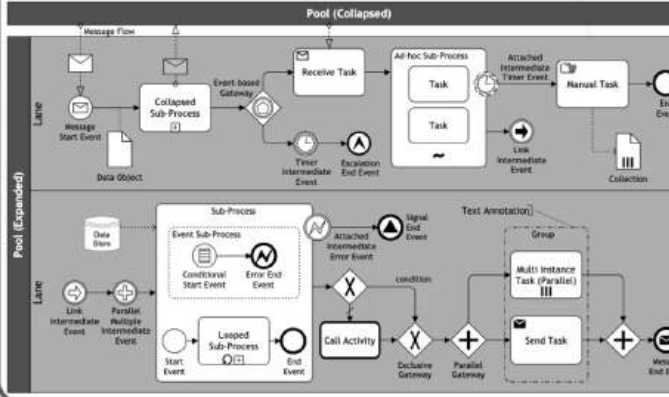 Pool (Collapsed)
Message Flow
Pool (Expanded)
Lane
Message
Start Event
Data Object
Collapsed
Sub-Process
Event-based
Gateway
Receive Task
Timer
Intermediate
Event
Escalation
End Event
Ad-hoc Sub-Process
Task
Task
Attached
Intermediate
Timer Event
Link
Intermediate
Event
Manual Task
Collection
Lane
Data
Store
Link
Intermediate
Event
Parallel
Multiple
Intermediate
Event
Sub-Process
Event Sub-Process
Conditional
Start Event
Error End
Event
Start
Event
Looped
Sub-Process
End
Event
Attached
Intermediate
Error Event
Signal
End
Event
condition
Call Activity
Exclusive
Gateway
Parallel
Gateway
Text Annotation
Group
Multi Instance
Task (Parallel)
Send Task